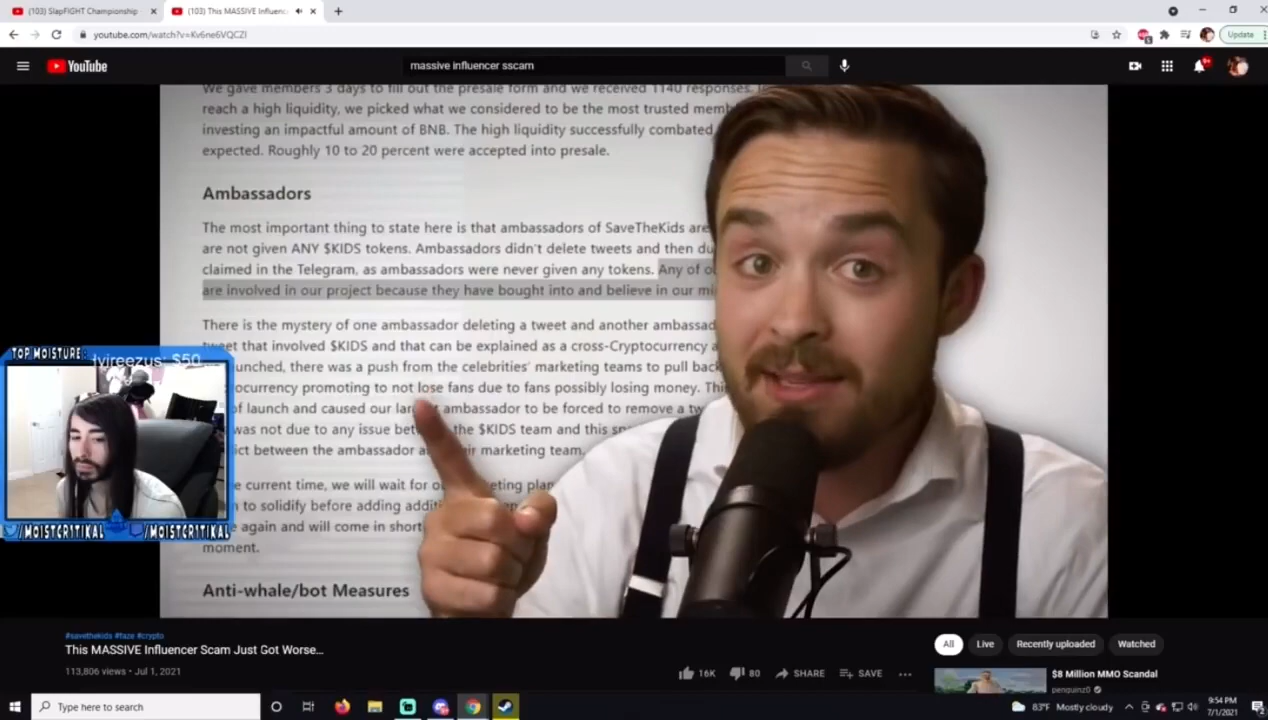 (103) SlapFIGHT Championship
(103) This MASSIVE Influenc
youtube.com/watch?v=Kv6ne6VQCZI
Update
YouTube
massive influencer sscam
9+
We gave members 3 days to fill out the presale form and we received 1140 responses.
reach a high liquidity, we picked what we considered to be the most trusted memb
investing an impactful amount of BNB. The high liquidity successfully combated
expected. Roughly 10 to 20 percent were accepted into presale.
Ambassadors
The most important thing to state here is that ambassadors of SaveTheKids are
are not given ANY $KIDS tokens. Ambassadors didn't delete tweets and then du
claimed in the Telegram, as ambassadors were never given any tokens. Any of o
are involved in our project because they have bought into and believe in our mi
There is the mystery of one ambassador deleting a tweet and another ambassad
tweet that involved $KIDS and that can be explained as a cross-Cryptocurrency a
unched, there was a push from the celebrities' marketing teams to pull back
ocurrency promoting to not lose fans due to fans possibly losing money. Thi
of launch and caused our lar ambassador to be forced to remove a tw
was not due to any issue bet the $KIDS team and this sp
ict between the ambassador a ir marketing team.
e current time, we will wait for o eting plan
to solidify before adding addi
again and will come in short
moment.
Anti-whale/bot Measures
TOP MOISTURE:
vireezus: $50
/MOISTCR1TIKAL
/MOISTCR1TIKAL
#savethekids #faze #crypto
This MASSIVE Influencer Scam Just Got Worse...
113,806 views • Jul 1, 2021
16K
80
SHARE
SAVE
All
Live
Recently uploaded
Watched
$8 Million MMO Scandal
penguinz0
Type here to search
83°F Mostly cloudy
9:54 PM
7/1/2021
2